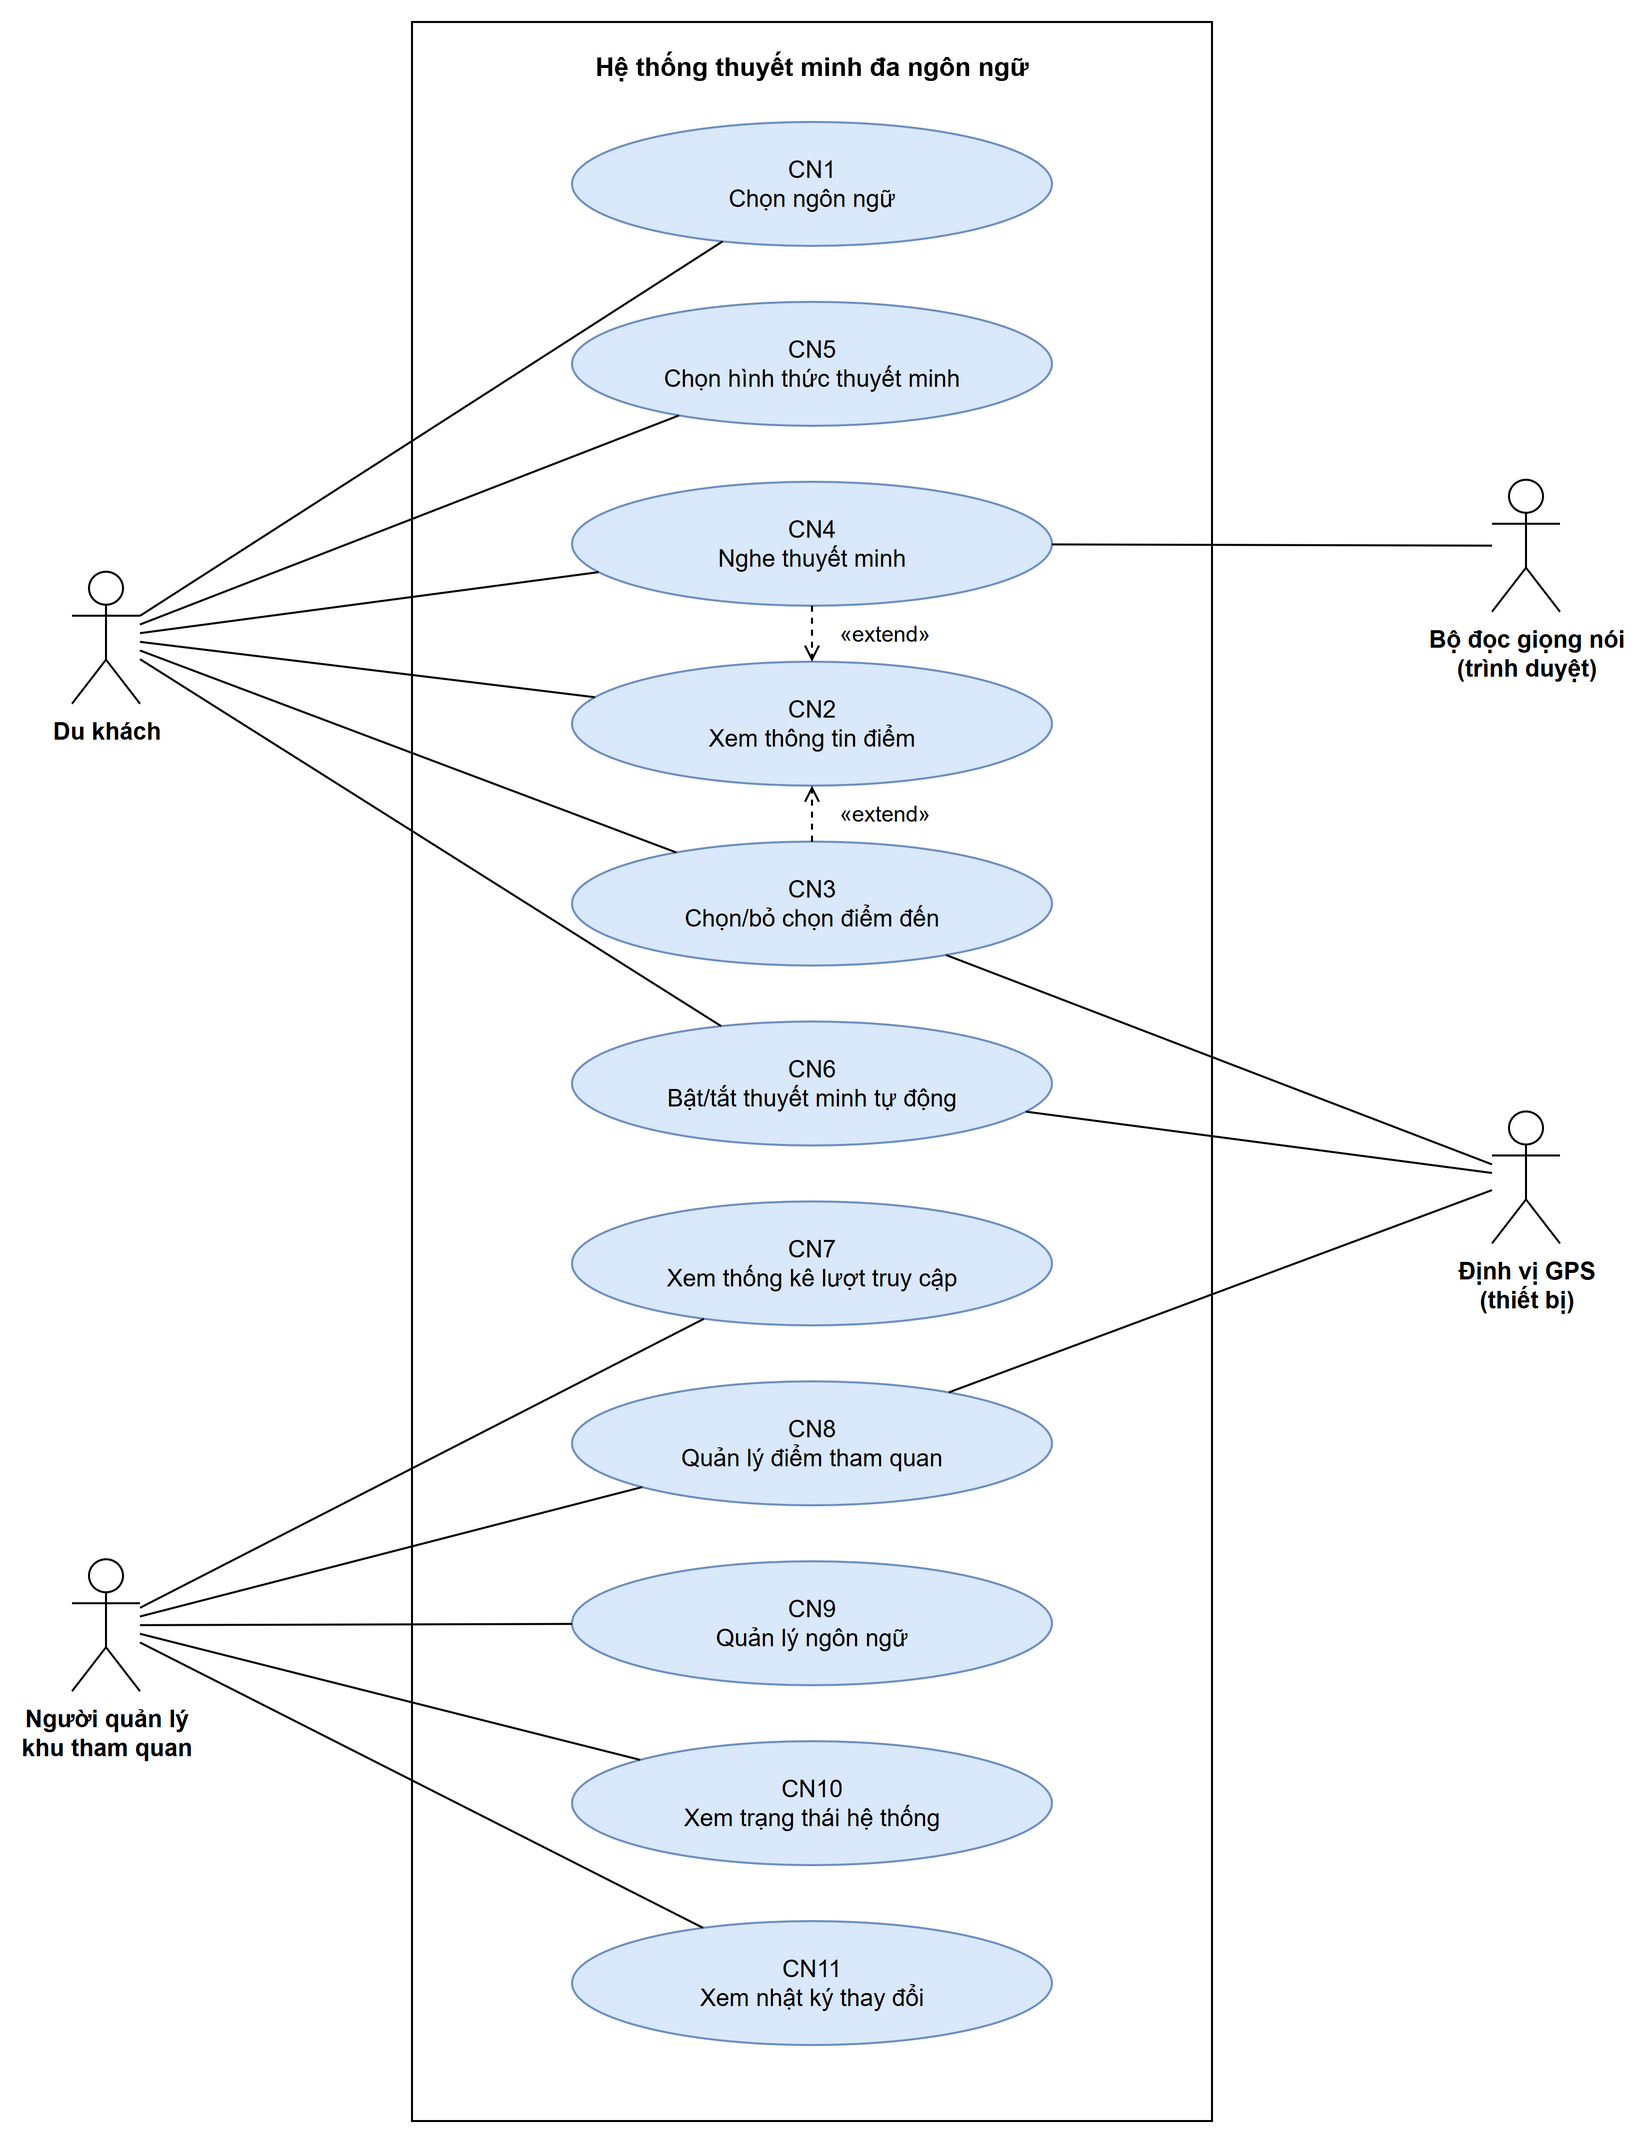 Hệ thống thuyết minh đa ngôn ngữ
CN1
Chọn ngôn ngữ
CN5
Chọn hình thức thuyết minh
CN4
Nghe thuyết minh
«extend»
CN2
Xem thông tin điểm
«extend»
CN3
Chọn/bỏ chọn điểm đến
CN6
Bật/tắt thuyết minh tự động
CN7
Xem thống kê lượt truy cập
CN8
Quản lý điểm tham quan
CN9
Quản lý ngôn ngữ
CN10
Xem trạng thái hệ thống
CN11
Xem nhật ký thay đổi
Du khách
Người quản lý
khu tham quan
Bộ đọc giọng nói
(trình duyệt)
Định vị GPS
(thiết bị)